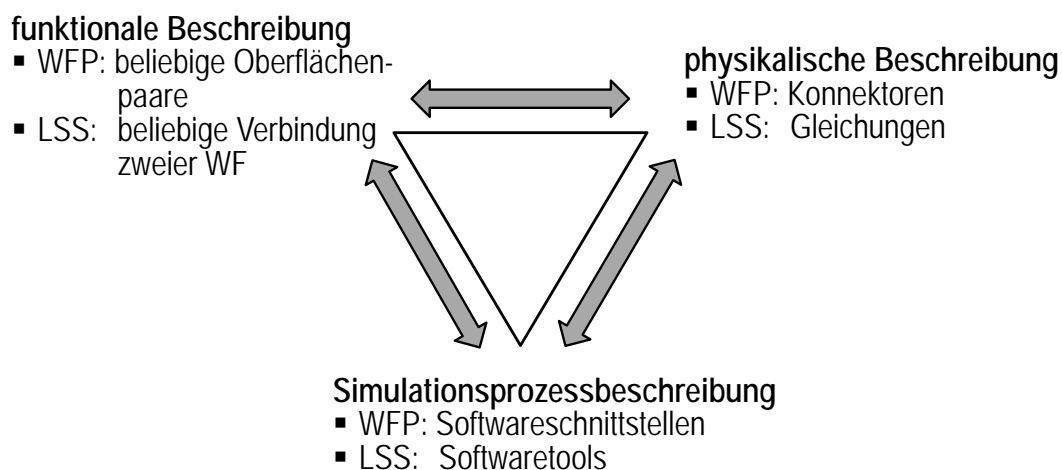 funktionale Beschreibung
▪ WFP: beliebige Oberflächen-
paare
▪ LSS: beliebige Verbindung
zweier WF
physikalische Beschreibung
▪ WFP: Konnektoren
▪ LSS: Gleichungen
Simulationsprozessbeschreibung
▪ WFP: Softwareschnittstellen
▪ LSS: Softwaretools